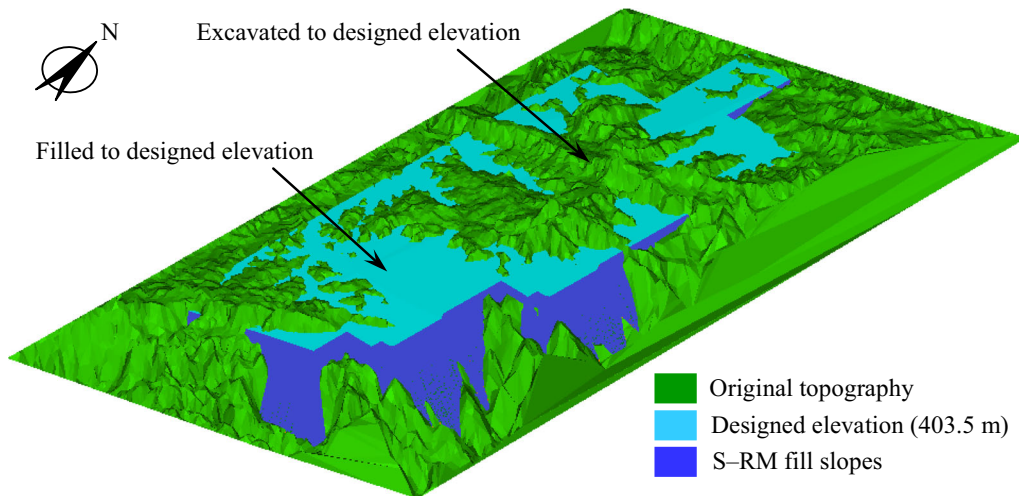 N
Excavated to designed elevation
Filled to designed elevation
Original topography
Designed elevation (403.5 m)
S–RM fill slopes